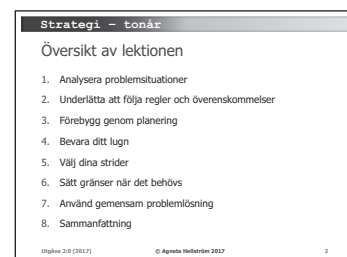 Strategi – tonår
Översikt av lektionen
1. Analysera problemsituationer
2. Underlätta att följa regler och överenskommelser
3. Förebygg genom planering
4. Bevara ditt lugn
5. Välj dina strider
6. Sätt gränser när det behövs
7. Använd gemensam problemlösning
8. Sammanfattning
Utgåva 2:0 (2017) © Agneta Hellström 2017 2